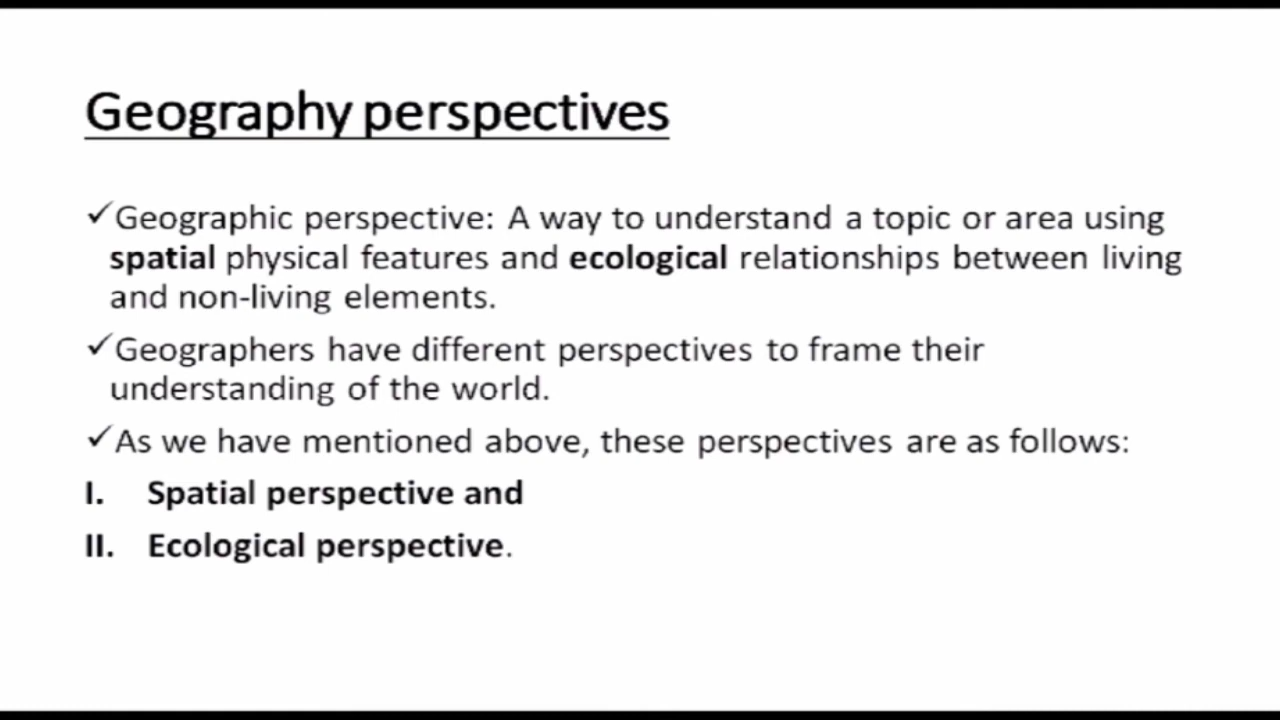 Geography perspectives
✓Geographic perspective: A way to understand a topic or area using
spatial physical features and ecological relationships between living
and non-living elements.
✓Geographers have different perspectives to frame their
understanding of the world.
✓As we have mentioned above, these perspectives are as follows:
I. Spatial perspective and
II. Ecological perspective.